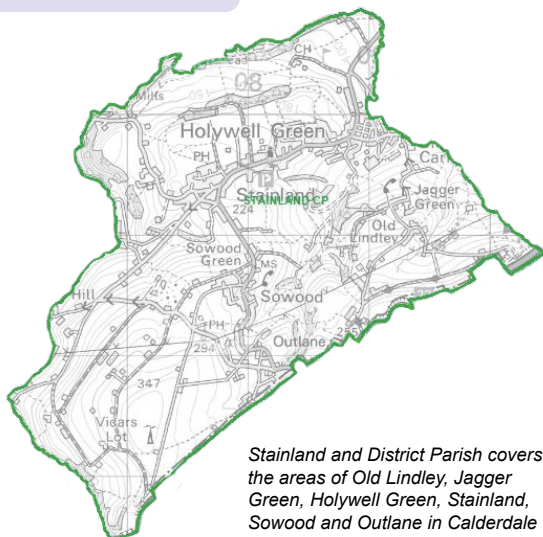 CH
08
Mills
160
Holywell Green
PH
Carr
Stainland
STAINLAND CP
224
Jagger
Green
Old
Lindley
Sowood
Green
MS
Hill
Sowood
PH
255
294
Outlane
347
Vicars
Lot
Stainland and District Parish covers
the areas of Old Lindley, Jagger
Green, Holywell Green, Stainland,
Sowood and Outlane in Calderdale